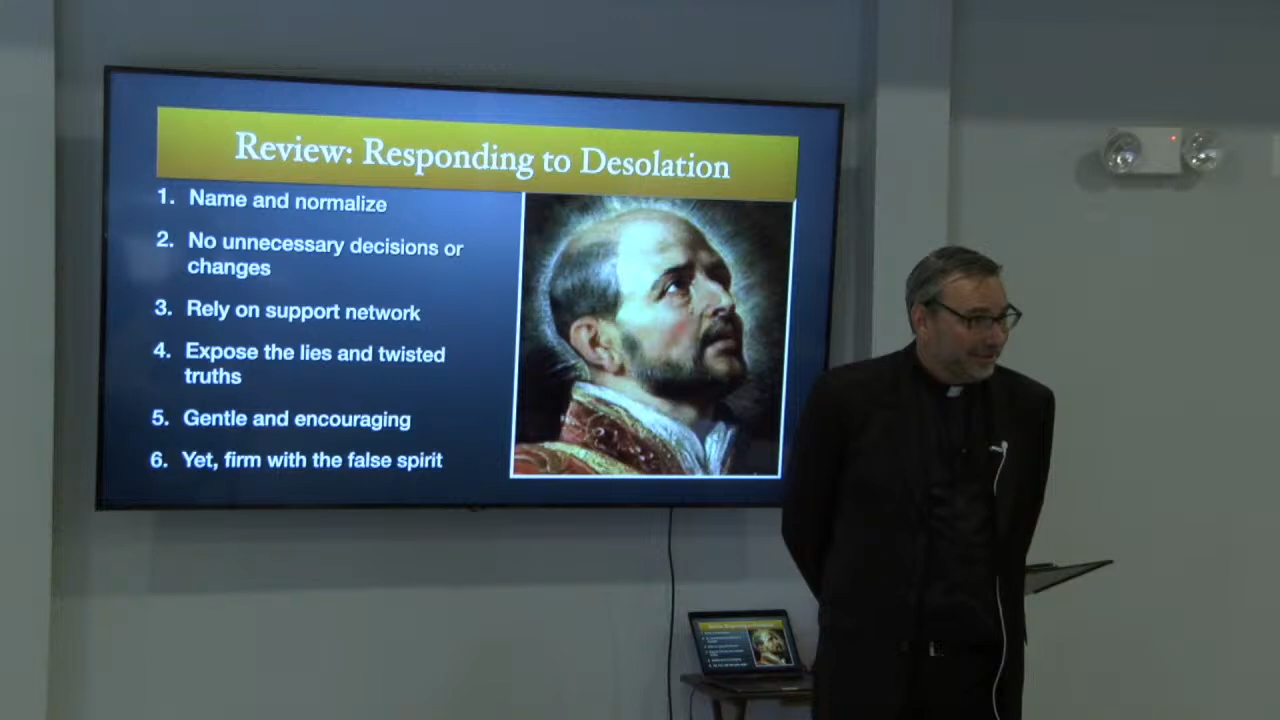 Review: Responding to Desolation
1. Name and normalize
2. No unnecessary decisions or
changes
3. Rely on support network
4. Expose the lies and twisted
truths
5. Gentle and encouraging
6. Yet, firm with the false spirit